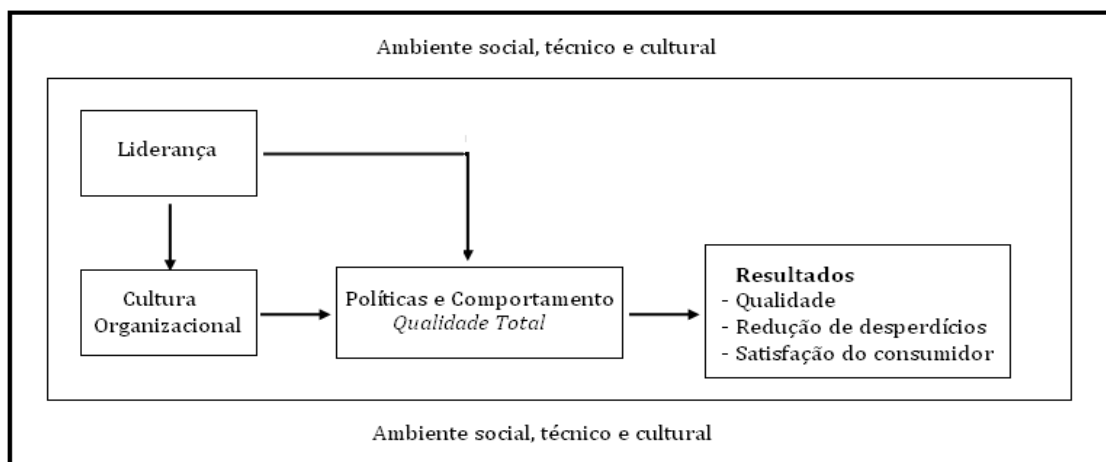 Ambiente social, técnico e cultural
Liderança
Cultura
Organizacional
Políticas e Comportamento
Qualidade Total
Resultados
- Qualidade
- Redução de desperdícios
- Satisfação do consumidor
Ambiente social, técnico e cultural